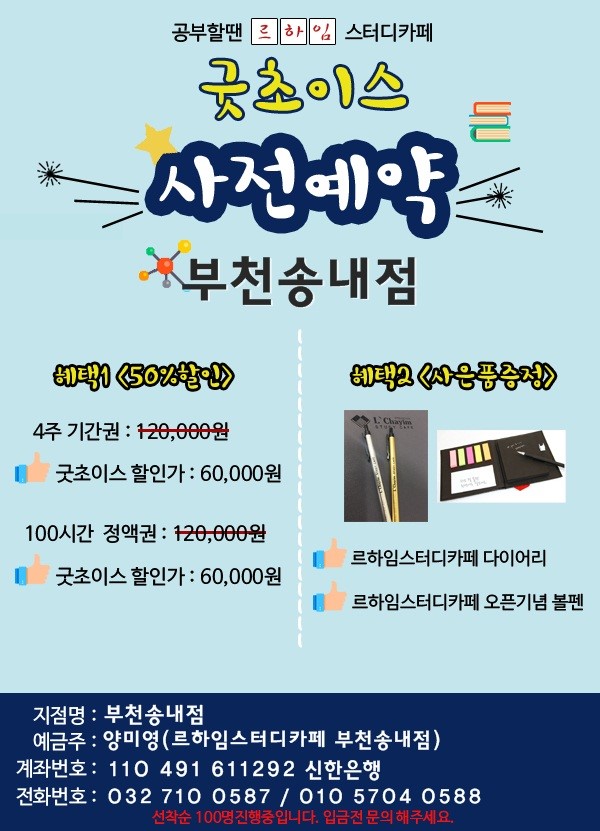 공부할땐 르하임 스터디카페
굿초이스
사전예약
부천송내점
혜택1 <50%할인>
4주 기간권 : 120,000원
굿초이스 할인가 : 60,000원
100시간 정액권 : 120,000원
굿초이스 할인가 : 60,000원
혜택2 <사은품증정>
L'Chayim
STUDY CAFE
르하임스터디카페 다이어리
르하임스터디카페 오픈기념 볼펜
지점명 : 부천송내점
예금주 : 양미영(르하임스터디카페 부천송내점)
계좌번호 : 110 491 611292 신한은행
전화번호 : 032 710 0587 / 010 5704 0588
선착순 100명진행중입니다. 입금전 문의 해주세요.